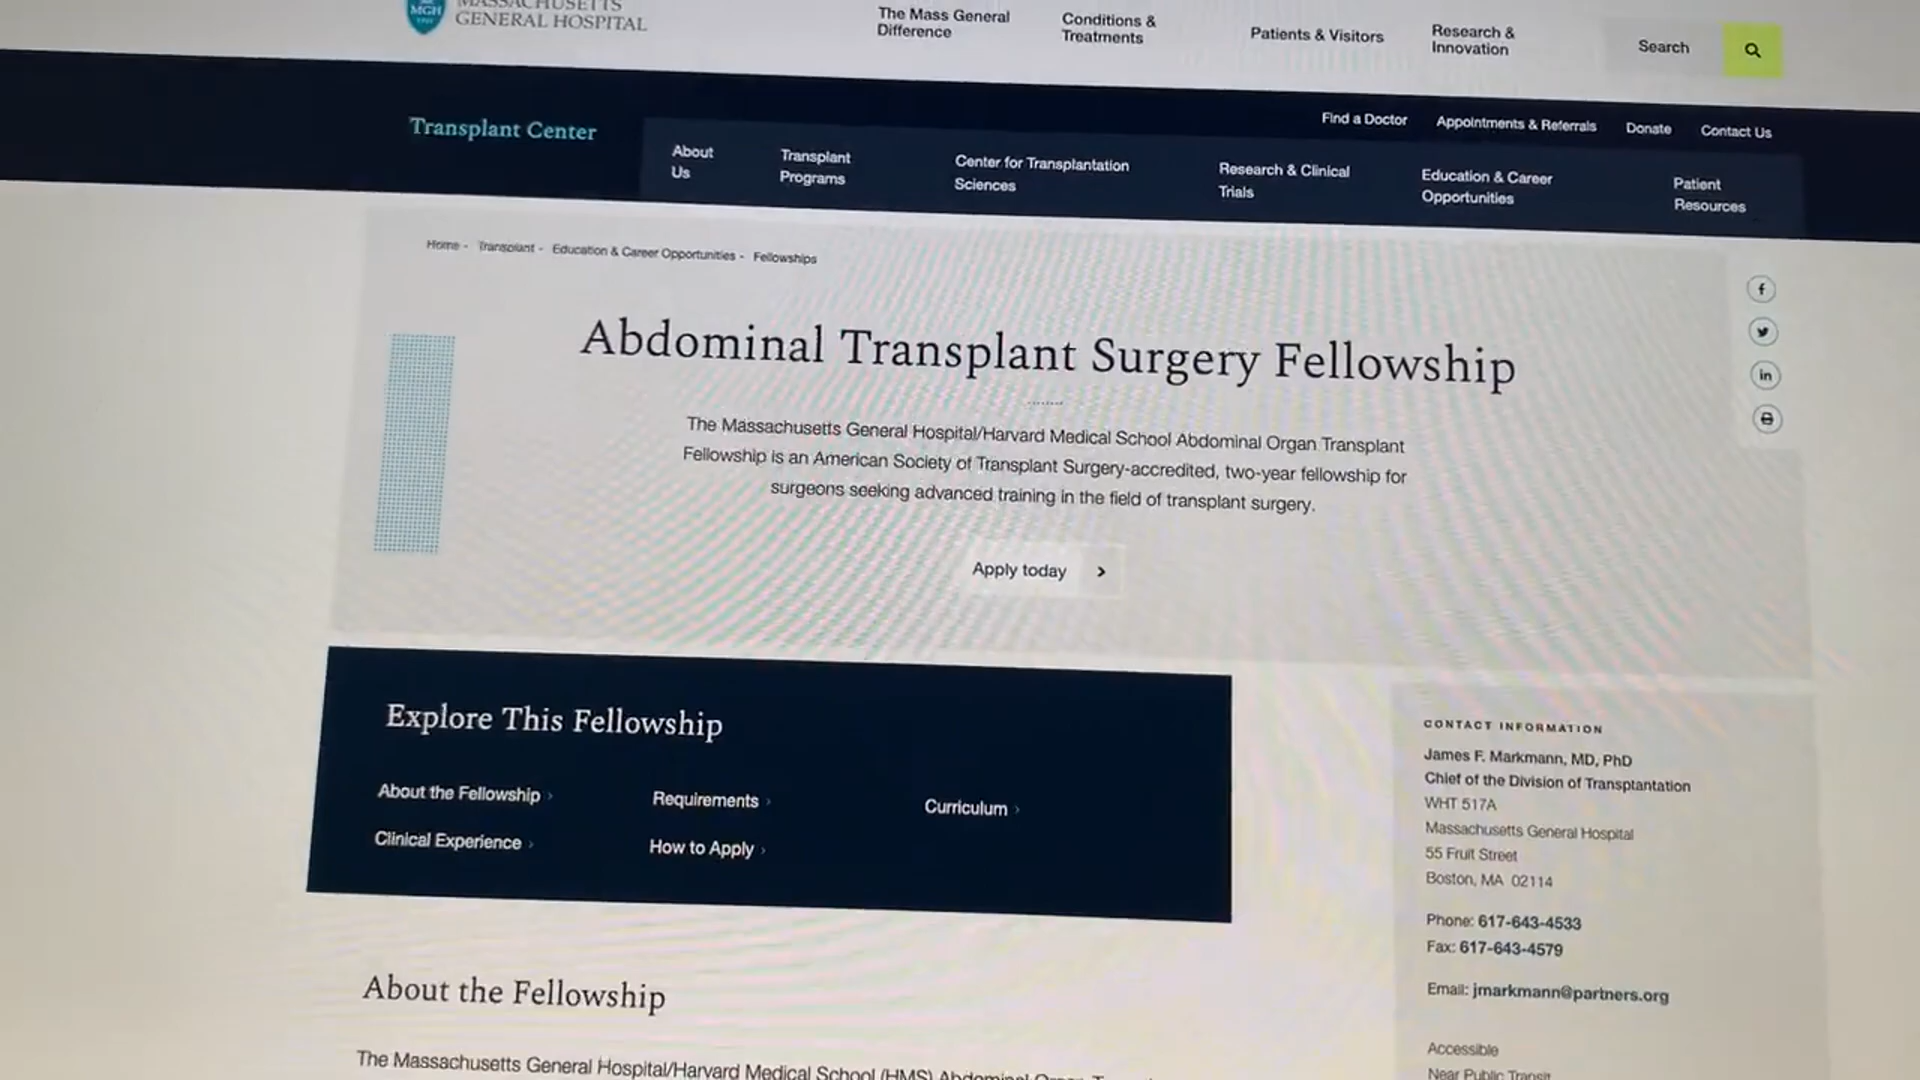 MGH
MASSACHUSETTS
GENERAL HOSPITAL
The Mass General
Difference
Conditions &
Treatments
Patients & Visitors
Research &
Innovation
Search
Transplant Center
Find a Doctor
Appointments & Referrals
Donate
Contact Us
About
Us
Transplant
Programs
Center for Transplantation
Sciences
Research & Clinical
Trials
Education & Career
Opportunities
Patient
Resources
Home - Transplant - Education & Career Opportunities - Fellowships
Abdominal Transplant Surgery Fellowship
The Massachusetts General Hospital/Harvard Medical School Abdominal Organ Transplant
Fellowship is an American Society of Transplant Surgery-accredited, two-year fellowship for
surgeons seeking advanced training in the field of transplant surgery.
Apply today
Explore This Fellowship
About the Fellowship
Requirements
Curriculum
Clinical Experience
How to Apply
CONTACT INFORMATION
James F. Markmann, MD, PhD
Chief of the Division of Transplantation
WHT 517A
Massachusetts General Hospital
55 Fruit Street
Boston, MA 02114
Phone: 617-643-4533
Fax: 617-643-4579
Email: jmarkmann@partners.org
Accessible
Near Public Transit
About the Fellowship
The Massachusetts General Hospital/Harvard Medical School (HMS) Abdominal Organ